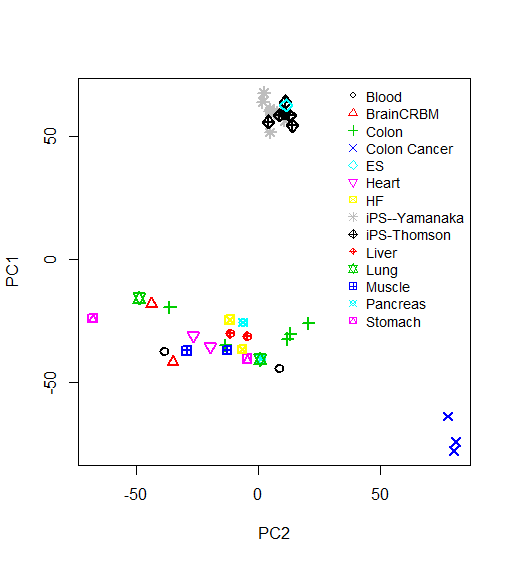 Blood
BrainCRBM
Colon
Colon Cancer
ES
Heart
HF
iPS--Yamanaka
iPS-Thomson
Liver
Lung
Muscle
Pancreas
Stomach
50
0
-50
PC1
-50 0 50
PC2